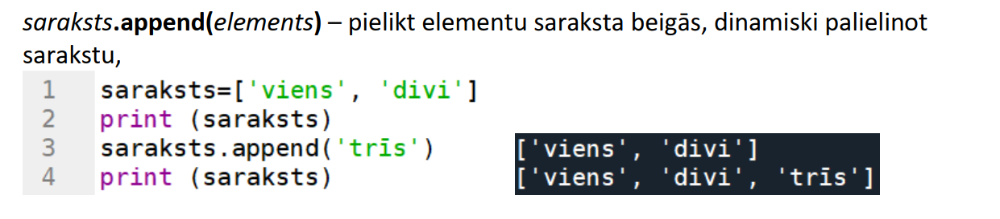 saraksts.append(elements) – pielikt elementu saraksta beigās, dinamiski palielinot
sarakstu,
1 saraksts=['viens', 'divi']
2 print (saraksts)
3 saraksts.append('trīs')
4 print (saraksts)
['viens', 'divi']
['viens', 'divi', 'trīs']